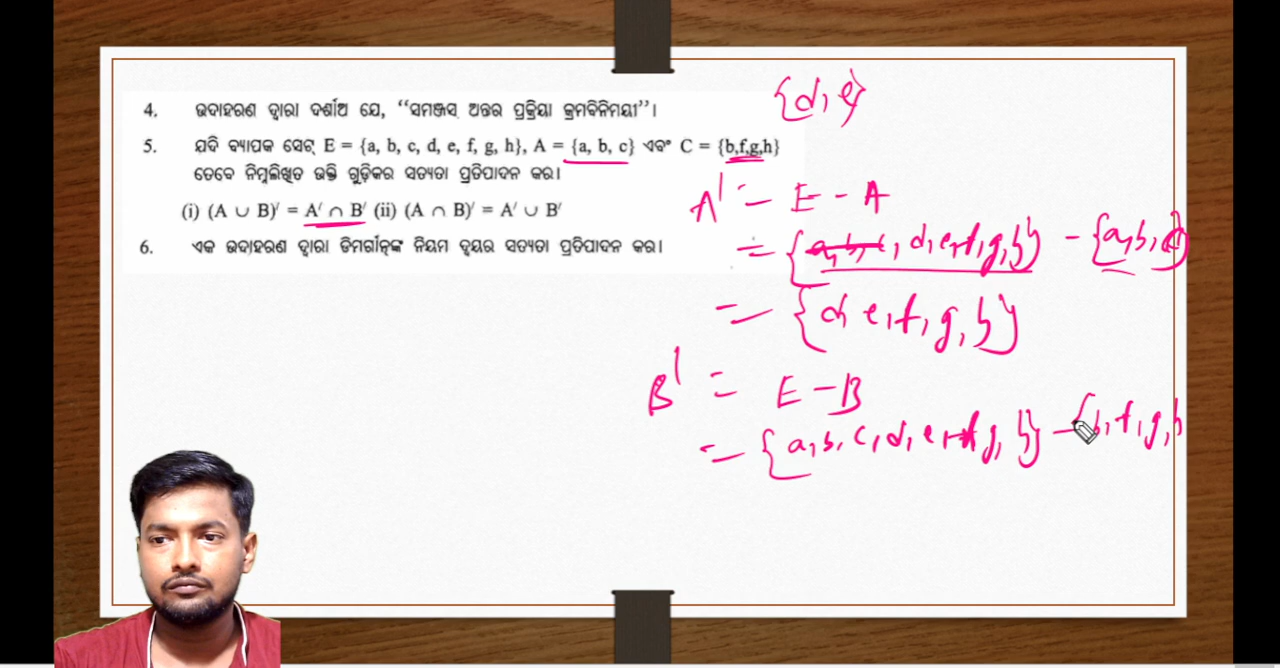 4. ଉଦାହରଣ ଦ୍ୱାରା ଦର୍ଶାଅ ଯେ, “ସମଞ୍ଜସ ଅନ୍ତର ପ୍ରକ୍ରିୟା କ୍ରମବିନିମୟୀ”।
5. ଯଦି ବ୍ୟାପକ ସେଟ୍ E = {a, b, c, d, e, f, g, h}, A = {a, b, c} ଏବଂ C = {b,f,g,h}
ତେବେ ନିମ୍ନଲିଖିତ ଉକ୍ତି ଗୁଡ଼ିକର ସତ୍ୟତା ପ୍ରତିପାଦନ କର।
(i) (A ∪ B)′ = A′ ∩ B′ (ii) (A ∩ B)′ = A′ ∪ B′
6. ଏକ ଉଦାହରଣ ଦ୍ୱାରା ଡିମର୍ଗାନ୍‌ଙ୍କ ନିୟମ ଦ୍ୱୟର ସତ୍ୟତା ପ୍ରତିପାଦନ କର।
{d, e}
A′ = E - A
= {a, b, c, d, e, f, g, h} - {a, b, c}
= {d e, f, g, h}
B′ = E - B
= {a, b, c, d, e, f g, h} - {b, f, g, h